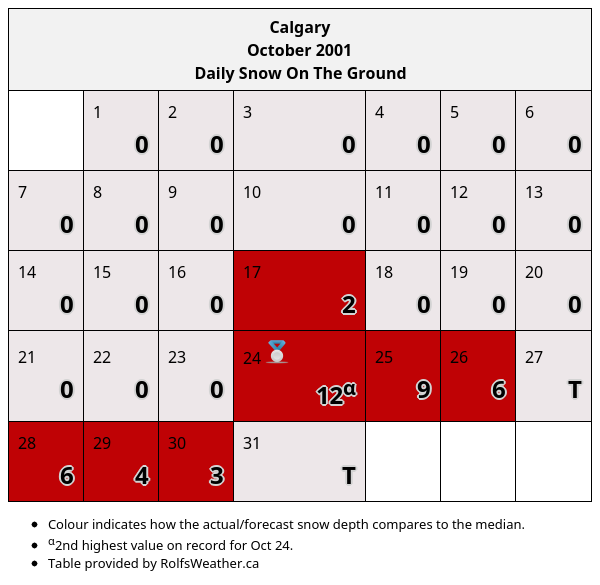 Calgary
October 2001
Daily Snow On The Ground
1 2 3 4 5 6
0 0 0 0 0 0
7 8 9 10 11 12 13
0 0 0 0 0 0 0
14 15 16 17 18 19 20
0 0 0 2 0 0 0
21 22 23 24 25 26 27
0 0 0 12α 9 6 T
28 29 30 31
6 4 3 T
• Colour indicates how the actual/forecast snow depth compares to the median.
• α2nd highest value on record for Oct 24.
• Table provided by RolfsWeather.ca